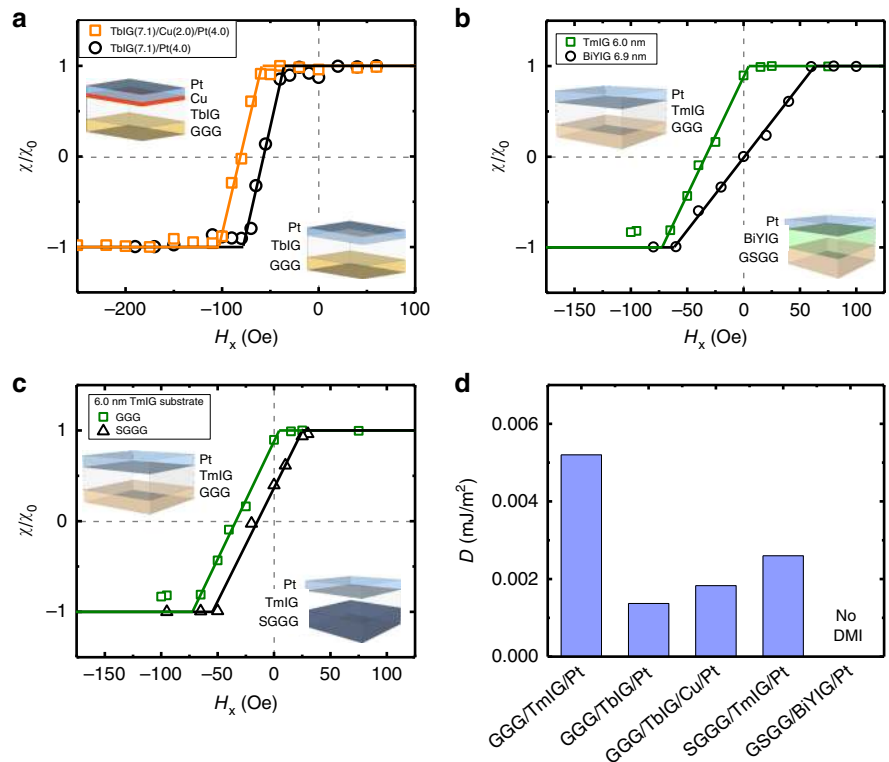 a
TbIG(7.1)/Cu(2.0)/Pt(4.0)
TbIG(7.1)/Pt(4.0)
Pt
Cu
TbIG
GGG
Pt
TbIG
GGG
1
0
−1
χ/χ0
−200 −100 0 100
Hx (Oe)
b
TmIG 6.0 nm
BiYIG 6.9 nm
Pt
TmIG
GGG
Pt
BiYIG
GSGG
1
0
−1
χ/χ0
−150 −100 −50 0 50 100
Hx (Oe)
c
6.0 nm TmIG substrate
GGG
SGGG
Pt
TmIG
GGG
Pt
TmIG
SGGG
1
0
−1
χ/χ0
−150 −100 −50 0 50 100
Hx (Oe)
d
0.006
0.004
0.002
0.000
D (mJ/m²)
No
DMI
GGG/TmIG/Pt
GGG/TbIG/Pt
GGG/TbIG/Cu/Pt
SGGG/TmIG/Pt
GSGG/BiYIG/Pt